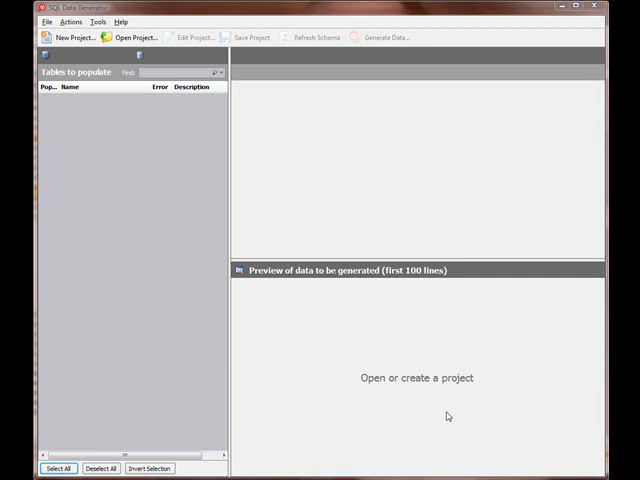 SQL Data Generator
File Actions Tools Help
New Project... Open Project... Edit Project... Save Project Refresh Schema Generate Data...
Tables to populate Find:
Pop... Name Error Description
Preview of data to be generated (first 100 lines)
Open or create a project
Select All Deselect All Invert Selection